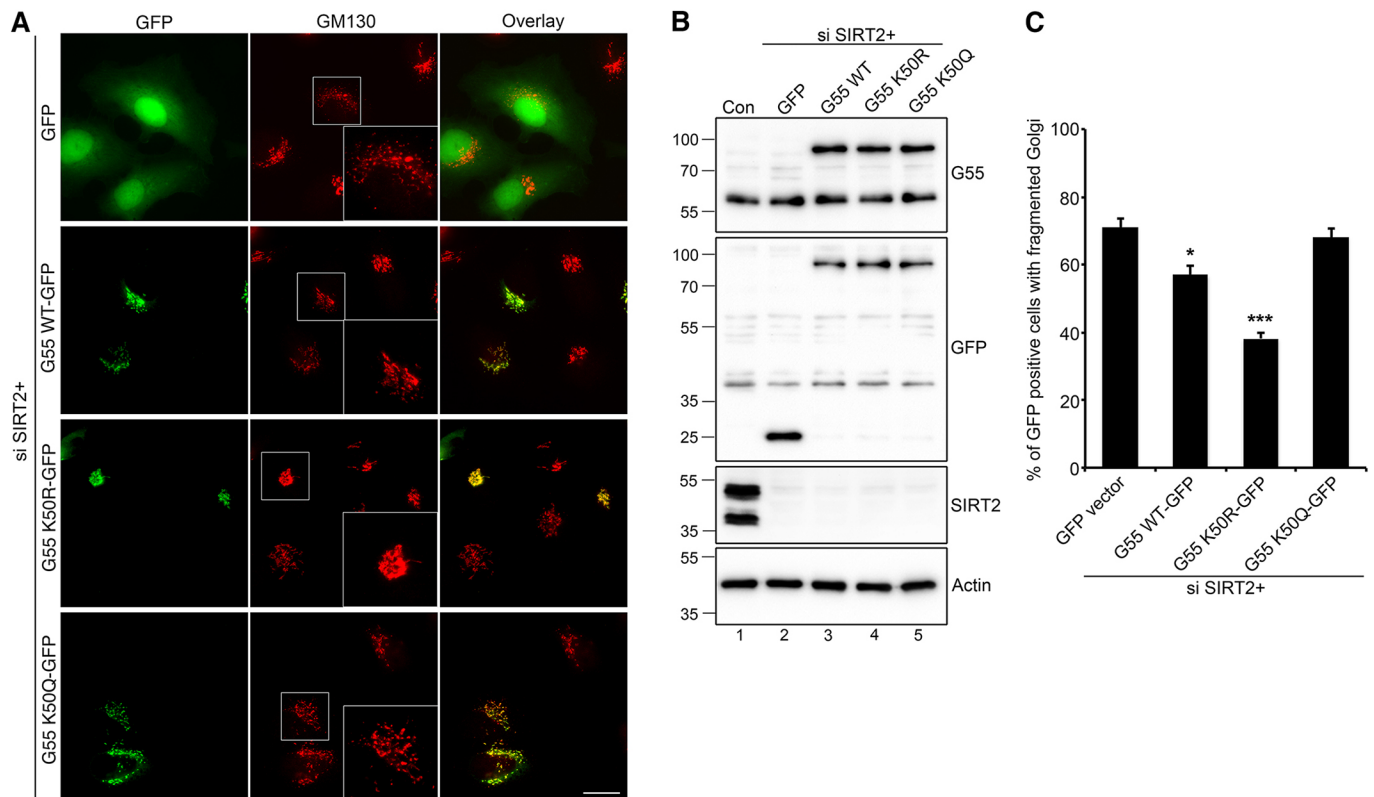 A
GFP
GM130
Overlay
si SIRT2+
GFP
G55 WT-GFP
G55 K50R-GFP
G55 K50Q-GFP
B
si SIRT2+
Con
GFP
G55 WT
G55 K50R
G55 K50Q
100
70
55
G55
100
70
55
35
25
GFP
55
35
SIRT2
55
35
Actin
1 2 3 4 5
C
% of GFP positive cells with fragmented Golgi
100
80
60
40
20
0
*
***
GFP vector
G55 WT-GFP
G55 K50R-GFP
G55 K50Q-GFP
si SIRT2+